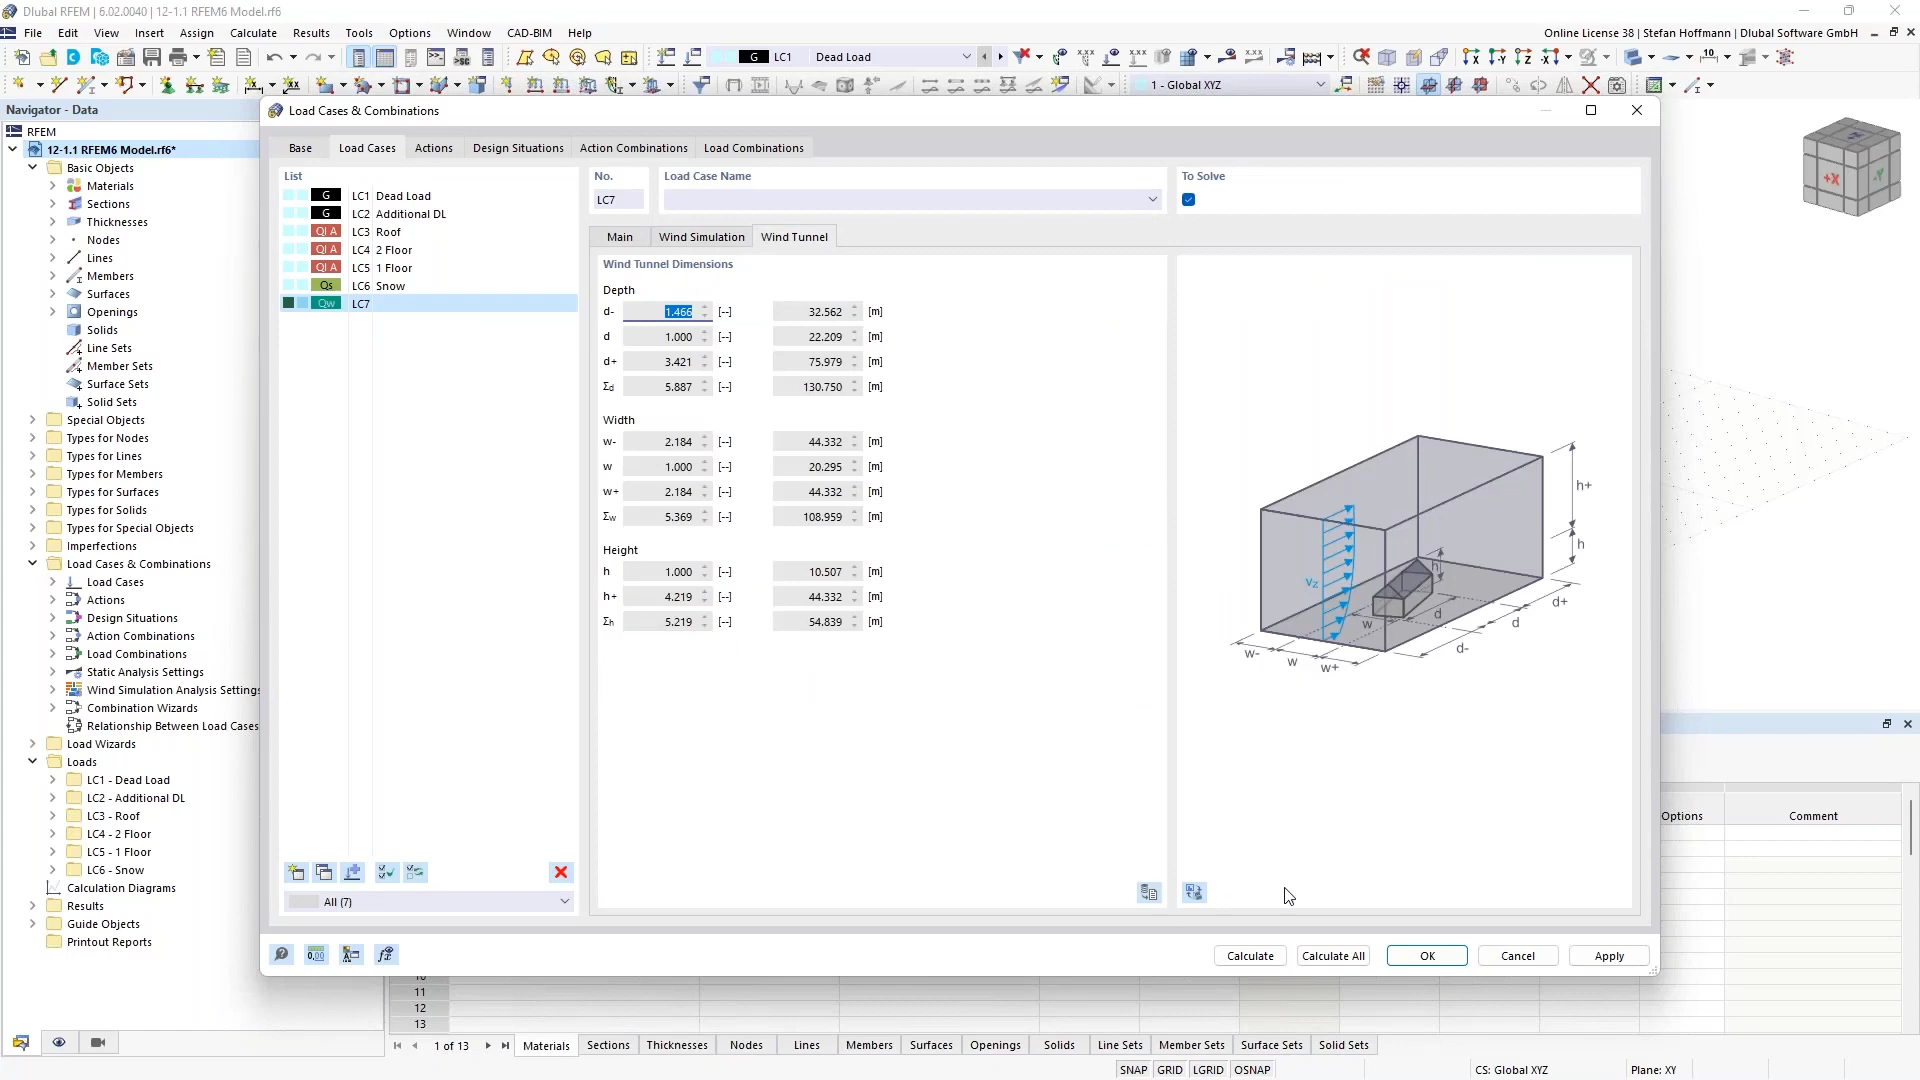 Dlubal RFEM | 6.02.0040 | 12-1.1 RFEM6 Model.rf6*
File Edit View Insert Assign Calculate Results Tools Options Window CAD-BIM Help
Online License 38 | Stefan Hoffmann | Dlubal Software GmbH
G LC1 Dead Load
1 - Global XYZ
Navigator - Data
RFEM
12-1.1 RFEM6 Model.rf6*
Basic Objects
Materials
Sections
Thicknesses
Nodes
Lines
Members
Surfaces
Openings
Solids
Line Sets
Member Sets
Surface Sets
Solid Sets
Special Objects
Types for Nodes
Types for Lines
Types for Members
Types for Surfaces
Types for Solids
Types for Special Objects
Imperfections
Load Cases & Combinations
Load Cases
Actions
Design Situations
Action Combinations
Load Combinations
Static Analysis Settings
Wind Simulation Analysis Settings
Combination Wizards
Relationship Between Load Cases
Load Wizards
Loads
LC1 - Dead Load
LC2 - Additional DL
LC3 - Roof
LC4 - 2 Floor
LC5 - 1 Floor
LC6 - Snow
Calculation Diagrams
Results
Guide Objects
Printout Reports
Load Cases & Combinations
Base Load Cases Actions Design Situations Action Combinations Load Combinations
List
G LC1 Dead Load
G LC2 Additional DL
QI A LC3 Roof
QI A LC4 2 Floor
QI A LC5 1 Floor
Qs LC6 Snow
Qw LC7
All (7)
No. Load Case Name To Solve
LC7
Main Wind Simulation Wind Tunnel
Wind Tunnel Dimensions
Depth
d- 1.466 [--] 32.562 [m]
d 1.000 [--] 22.209 [m]
d+ 3.421 [--] 75.979 [m]
Σd 5.887 [--] 130.750 [m]
Width
w- 2.184 [--] 44.332 [m]
w 1.000 [--] 20.295 [m]
w+ 2.184 [--] 44.332 [m]
Σw 5.369 [--] 108.959 [m]
Height
h 1.000 [--] 10.507 [m]
h+ 4.219 [--] 44.332 [m]
Σh 5.219 [--] 54.839 [m]
h+
h
h
vz
d+
w
d
d
d-
w-
w
w+
+X
-Y
Calculate Calculate All OK Cancel Apply
Options Comment
10
11
12
13
1 of 13 Materials Sections Thicknesses Nodes Lines Members Surfaces Openings Solids Line Sets Member Sets Surface Sets Solid Sets
SNAP GRID LGRID OSNAP CS: Global XYZ Plane: XY